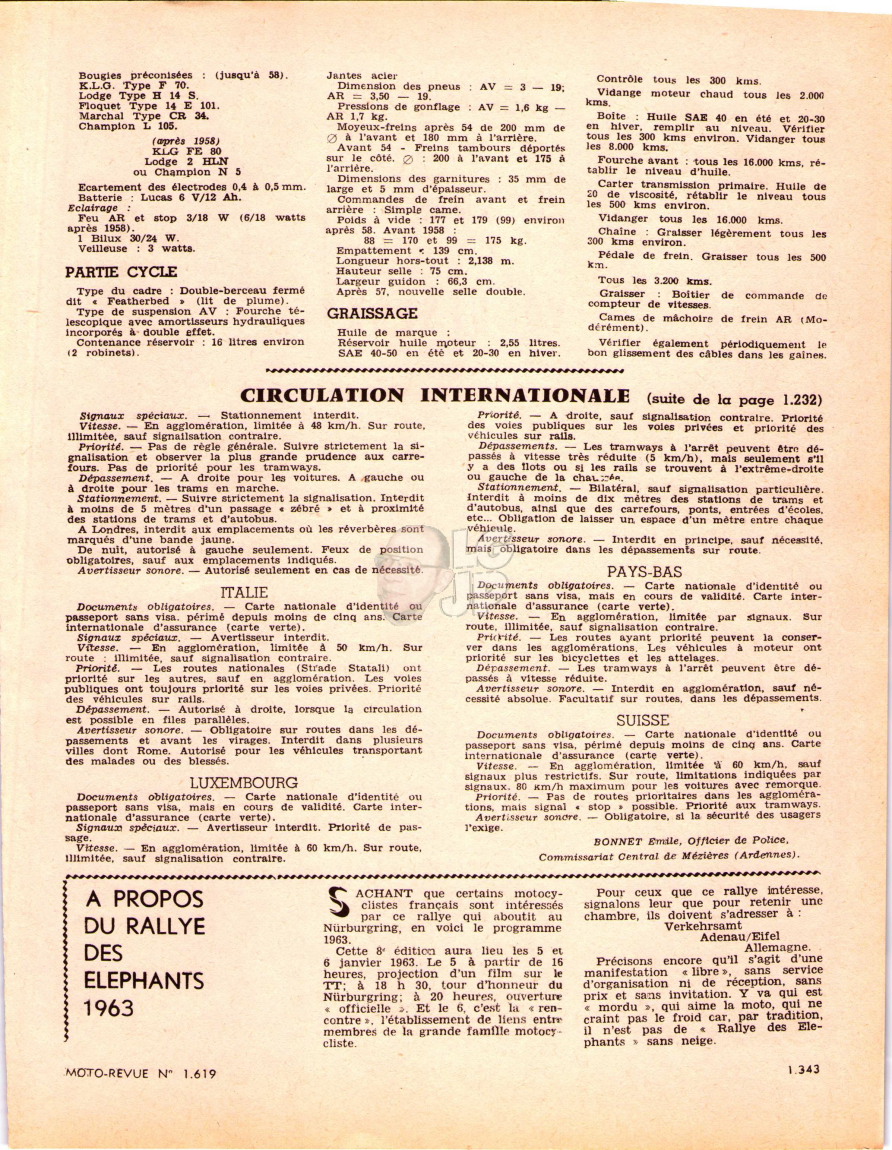 Bougies préconisées : (jusqu'à 58).
K.L.G. Type F 70.
Lodge Type H 14 S.
Floquet Type 14 E 101.
Marchal Type CR 34.
Champion L 105.
(après 1958)
KLG FE 80
Lodge 2 HLN
ou Champion N 5
Ecartement des électrodes 0,4 à 0,5 mm.
Batterie : Lucas 6 V/12 Ah.
Eclairage :
Feu AR et stop 3/18 W (6/18 watts
après 1958).
1 Bilux 30/24 W.
Veilleuse : 3 watts.
PARTIE CYCLE
Type du cadre : Double-berceau fermé
dit « Featherbed » (lit de plume).
Type de suspension AV : Fourche té-
lescopique avec amortisseurs hydrauliques
incorporés à double effet.
Contenance réservoir : 16 litres environ
(2 robinets).
Jantes acier
Dimension des pneus : AV = 3 — 19;
AR = 3,50 — 19.
Pressions de gonflage : AV = 1,6 kg —
AR 1,7 kg.
Moyeux-freins après 54 de 200 mm de
∅ à l'avant et 180 mm à l'arrière.
Avant 54 - Freins tambours déportés
sur le côté. ∅ : 200 à l'avant et 175 à
l'arrière.
Dimensions des garnitures : 35 mm de
large et 5 mm d'épaisseur.
Commandes de frein avant et frein
arrière : Simple came.
Poids à vide : 177 et 179 (99) environ
après 58. Avant 1958 :
88 = 170 et 99 = 175 kg.
Empattement : 139 cm.
Longueur hors-tout : 2,138 m.
Hauteur selle : 75 cm.
Largeur guidon : 66,3 cm.
Après 57, nouvelle selle double.
GRAISSAGE
Huile de marque :
Réservoir huile moteur : 2,55 litres.
SAE 40-50 en été et 20-30 en hiver.
Contrôle tous les 300 kms.
Vidange moteur chaud tous les 2.000
kms.
Boite : Huile SAE 40 en été et 20-30
en hiver, remplir au niveau. Vérifier
tous les 300 kms environ. Vidanger tous
les 8.000 kms.
Fourche avant : tous les 16.000 kms, ré-
tablir le niveau d'huile.
Carter transmission primaire. Huile de
20 de viscosité, rétablir le niveau tous
les 500 kms environ.
Vidanger tous les 16.000 kms.
Chaîne : Graisser légèrement tous les
300 kms environ.
Pédale de frein. Graisser tous les 500
km.
Tous les 3.200 kms.
Graisser : Boitier de commande de
compteur de vitesses.
Cames de mâchoire de frein AR (Mo-
dérément).
Vérifier également périodiquement le
bon glissement des câbles dans les gaines.
CIRCULATION INTERNATIONALE (suite de la page 1.232)
Signaux spéciaux. — Stationnement interdit.
Vitesse. — En agglomération, limitée à 48 km/h. Sur route,
illimitée, sauf signalisation contraire.
Priorité. — Pas de règle générale. Suivre strictement la si-
gnalisation et observer la plus grande prudence aux carre-
fours. Pas de priorité pour les tramways.
Dépassement. — A droite pour les voitures. A gauche ou
à droite pour les trams en marche.
Stationnement. — Suivre strictement la signalisation. Interdit
à moins de 5 mètres d'un passage « zébré » et à proximité
des stations de trams et d'autobus.
A Londres, interdit aux emplacements où les réverbères sont
marqués d'une bande jaune.
De nuit, autorisé à gauche seulement. Feux de position
obligatoires, sauf aux emplacements indiqués.
Avertisseur sonore. — Autorisé seulement en cas de nécessité.
ITALIE
Documents obligatoires. — Carte nationale d'identité ou
passeport sans visa, périmé depuis moins de cinq ans. Carte
internationale d'assurance (carte verte).
Signaux spéciaux. — Avertisseur interdit.
Vitesse. — En agglomération, limitée à 50 km/h. Sur
route : illimitée, sauf signalisation contraire.
Priorité. — Les routes nationales (Strade Statali) ont
priorité sur les autres, sauf en agglomération. Les voies
publiques ont toujours priorité sur les voies privées. Priorité
des véhicules sur rails.
Dépassement. — Autorisé à droite, lorsque la circulation
est possible en files parallèles.
Avertisseur sonore. — Obligatoire sur routes dans les dé-
passements et avant les virages. Interdit dans plusieurs
villes dont Rome. Autorisé pour les véhicules transportant
des malades ou des blessés.
LUXEMBOURG
Documents obligatoires. — Carte nationale d'identité ou
passeport sans visa, mais en cours de validité. Carte inter-
nationale d'assurance (carte verte).
Signaux spéciaux. — Avertisseur interdit. Priorité de pas-
sage.
Vitesse. — En agglomération, limitée à 60 km/h. Sur route,
illimitée, sauf signalisation contraire.
Priorité. — A droite, sauf signalisation contraire. Priorité
des voies publiques sur les voies privées et priorité des
véhicules sur rails.
Dépassements. — Les tramways à l'arrêt peuvent être dé-
passés à vitesse très réduite (5 km/h), mais seulement s'il
y a des îlots ou si les rails se trouvent à l'extrême-droite
ou gauche de la chaussée.
Stationnement. — Bilatéral, sauf signalisation particulière.
Interdit à moins de dix mètres des stations de trams et
d'autobus, ainsi que des carrefours, ponts, entrées d'écoles,
etc... Obligation de laisser un espace d'un mètre entre chaque
véhicule.
Avertisseur sonore. — Interdit en principe, sauf nécessité,
mais obligatoire dans les dépassements sur route.
PAYS-BAS
Documents obligatoires. — Carte nationale d'identité ou
passeport sans visa, mais en cours de validité. Carte inter-
nationale d'assurance (carte verte).
Vitesse. — En agglomération, limitée par signaux. Sur
route, illimitée, sauf signalisation contraire.
Priorité. — Les routes ayant priorité peuvent la conser-
ver dans les agglomérations. Les véhicules à moteur ont
priorité sur les bicyclettes et les attelages.
Dépassement. — Les tramways à l'arrêt peuvent être dé-
passés à vitesse réduite.
Avertisseur sonore. — Interdit en agglomération, sauf né-
cessité absolue. Facultatif sur routes, dans les dépassements.
SUISSE
Documents obligatoires. — Carte nationale d'identité ou
passeport sans visa, périmé depuis moins de cinq ans. Carte
internationale d'assurance (carte verte).
Vitesse. — En agglomération, limitée à 60 km/h, sauf
signaux plus restrictifs. Sur route, limitations indiquées par
signaux. 80 km/h maximum pour les voitures avec remorque.
Priorité. — Pas de routes prioritaires dans les aggloméra-
tions, mais signal « stop » possible. Priorité aux tramways.
Avertisseur sonore. — Obligatoire, si la sécurité des usagers
l'exige.
BONNET Emile, Officier de Police,
Commissariat Central de Mézières (Ardennes).
A PROPOS
DU RALLYE
DES
ELEPHANTS
1963
SACHANT que certains motocy-
clistes français sont intéressés
par ce rallye qui aboutit au
Nürburgring, en voici le programme
1963.
Cette 8e édition aura lieu les 5 et
6 janvier 1963. Le 5 à partir de 16
heures, projection d'un film sur le
TT; à 18 h 30, tour d'honneur du
Nürburgring; à 20 heures, ouverture
« officielle ». Et le 6, c'est la « ren-
contre », l'établissement de liens entre
membres de la grande famille motocy-
cliste.
Pour ceux que ce rallye intéresse,
signalons leur que pour retenir une
chambre, ils doivent s'adresser à :
Verkehrsamt
Adenau/Eifel
Allemagne.
Précisons encore qu'il s'agit d'une
manifestation « libre », sans service
d'organisation ni de réception, sans
prix et sans invitation. Y va qui est
« mordu », qui aime la moto, qui ne
craint pas le froid car, par tradition,
il n'est pas de « Rallye des Ele-
phants » sans neige.
MOTO-REVUE N° 1.619
1.343